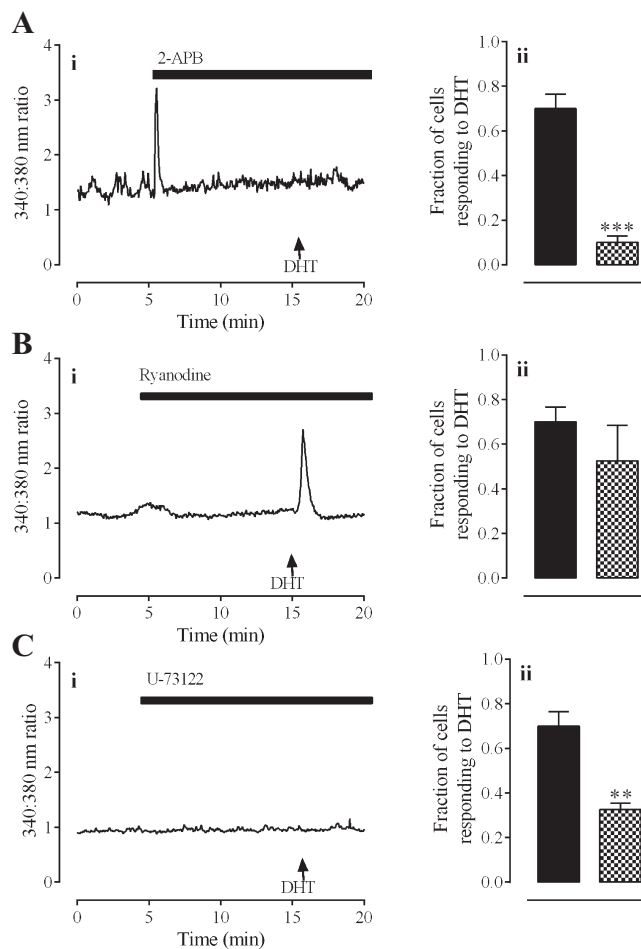 A
i
2-APB
340:380 nm ratio
4
3
2
1
0
DHT
0 5 10 15 20
Time (min)
ii
Fraction of cells
responding to DHT
1.0
0.8
0.6
0.4
0.2
0.0
***
B
i
Ryanodine
340:380 nm ratio
4
3
2
1
0
DHT
0 5 10 15 20
Time (min)
ii
Fraction of cells
responding to DHT
1.0
0.8
0.6
0.4
0.2
0.0
C
i
U-73122
340:380 nm ratio
4
3
2
1
0
DHT
0 5 10 15 20
Time (min)
ii
Fraction of cells
responding to DHT
1.0
0.8
0.6
0.4
0.2
0.0
**